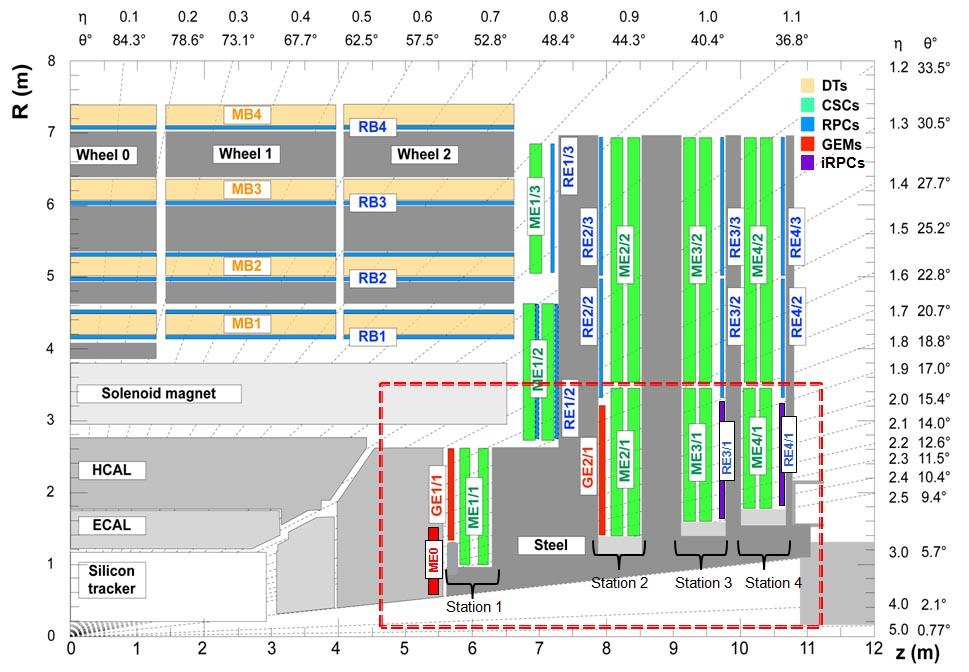 η 0.1 0.2 0.3 0.4 0.5 0.6 0.7 0.8 0.9 1.0 1.1
θ° 84.3° 78.6° 73.1° 67.7° 62.5° 57.5° 52.8° 48.4° 44.3° 40.4° 36.8° η θ°
R (m)
8
7
6
5
4
3
2
1
0
1.2 33.5°
1.3 30.5°
1.4 27.7°
1.5 25.2°
1.6 22.8°
1.7 20.7°
1.8 18.8°
1.9 17.0°
2.0 15.4°
2.1 14.0°
2.2 12.6°
2.3 11.5°
2.4 10.4°
2.5 9.4°
3.0 5.7°
4.0 2.1°
5.0 0.77°
DTs
CSCs
RPCs
GEMs
iRPCs
MB4
RB4
Wheel 0
Wheel 1
Wheel 2
MB3
RB3
MB2
RB2
MB1
RB1
Solenoid magnet
HCAL
ECAL
Silicon
tracker
Steel
ME1/3
RE1/3
ME1/2
RE1/2
RE2/3
RE2/2
ME2/2
ME3/2
RE3/3
RE3/2
ME4/2
RE4/3
RE4/2
GE1/1
ME1/1
ME0
GE2/1
ME2/1
ME3/1
RE3/1
ME4/1
RE4/1
Station 1
Station 2
Station 3
Station 4
0 1 2 3 4 5 6 7 8 9 10 11 12
z (m)